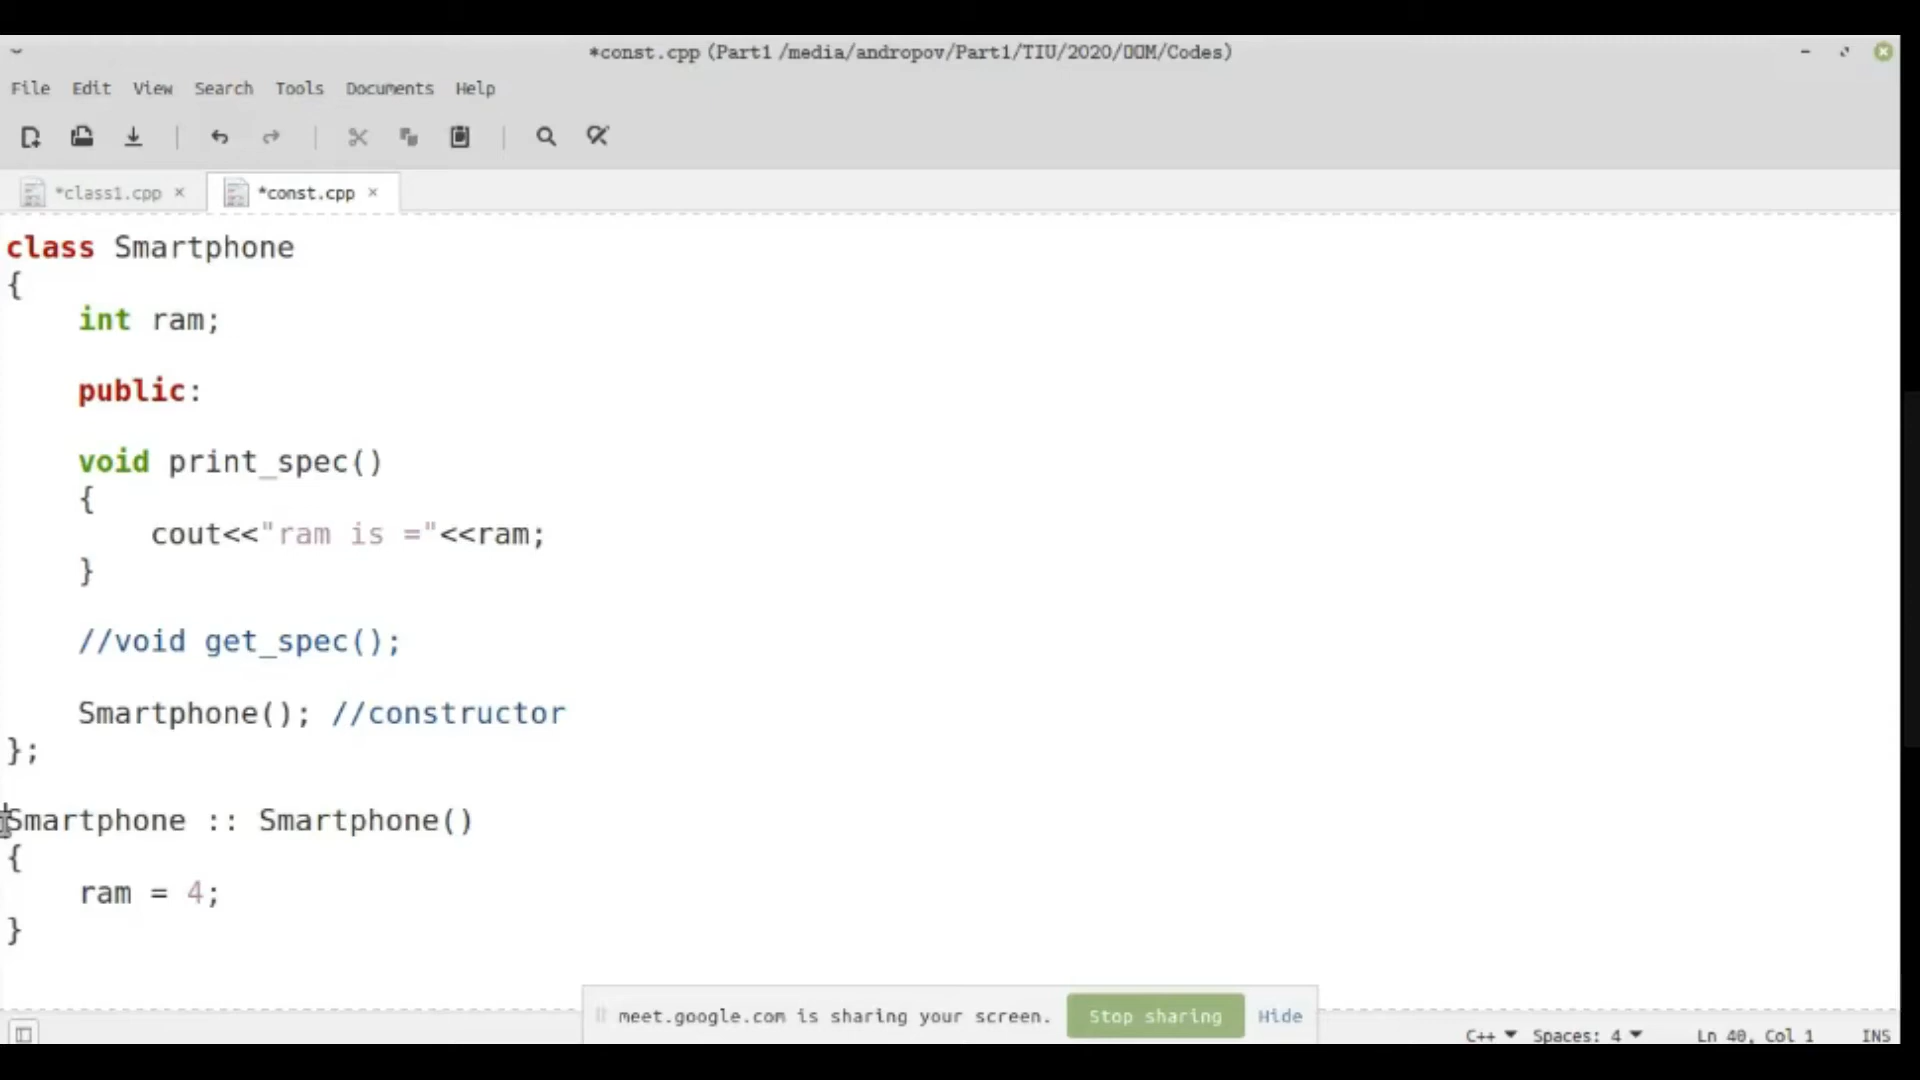 *const.cpp (Part1 /media/andropov/Part1/TIU/2020/OOM/Codes)
File Edit View Search Tools Documents Help
*class1.cpp *const.cpp
class Smartphone
{
    int ram;
    public:
    void print_spec()
    {
        cout<<"ram is ="<<ram;
    }
    //void get_spec();
    Smartphone(); //constructor
};
Smartphone :: Smartphone()
{
    ram = 4;
}
meet.google.com is sharing your screen. Stop sharing Hide
C++ Spaces: 4 Ln 40, Col 1 INS